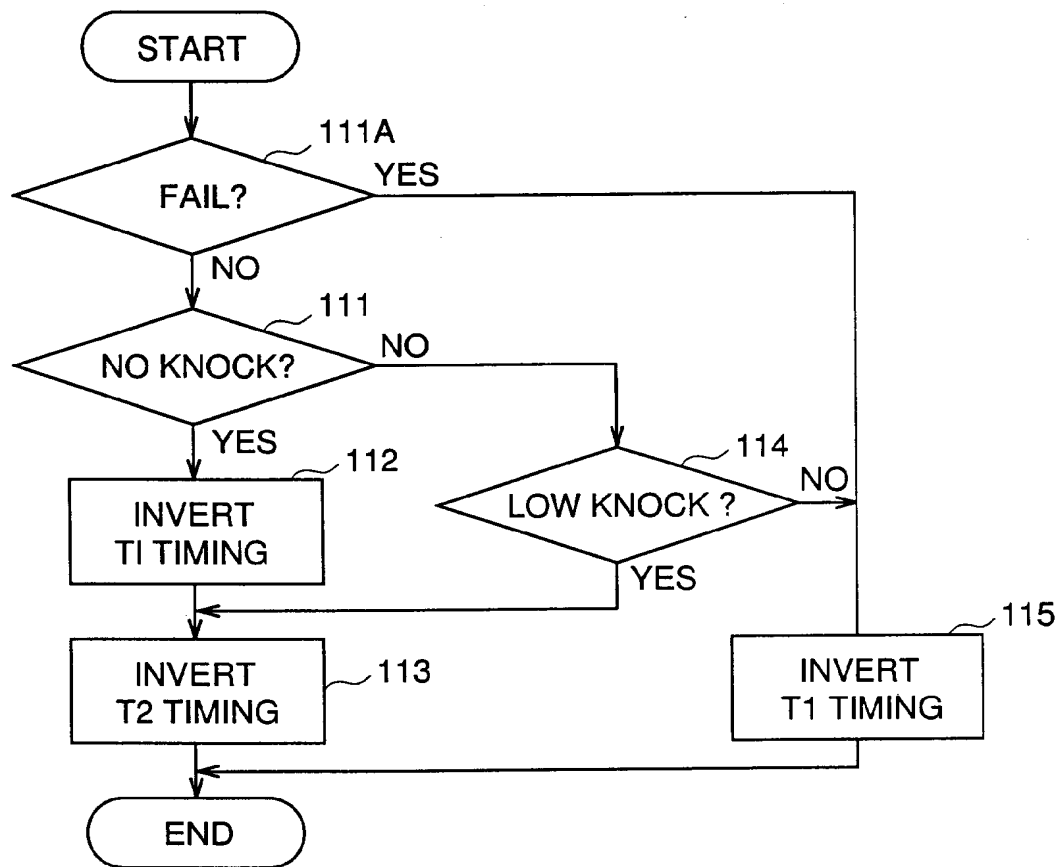 START
111A
FAIL?
YES
NO
111
NO KNOCK?
NO
YES
112
114
INVERT
TI TIMING
LOW KNOCK ?
NO
YES
115
INVERT
T2 TIMING
113
INVERT
T1 TIMING
END